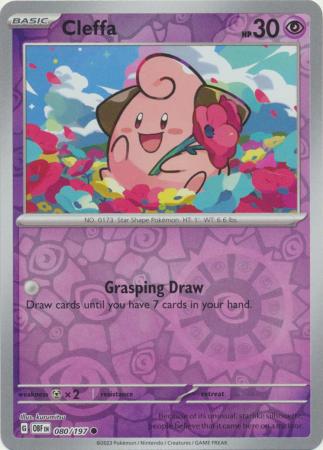 BASIC
Cleffa
HP 30
NO. 0173 Star Shape Pokémon HT: 1' WT: 6.6 lbs
Grasping Draw
Draw cards until you have 7 cards in your hand.
weakness ×2 resistance retreat
Illus. kurumitsu
G OBF EN 080/197
Because of its unusual, starlike silhouette,
people believe that it came here on a meteor.
©2023 Pokémon / Nintendo / Creatures / GAME FREAK